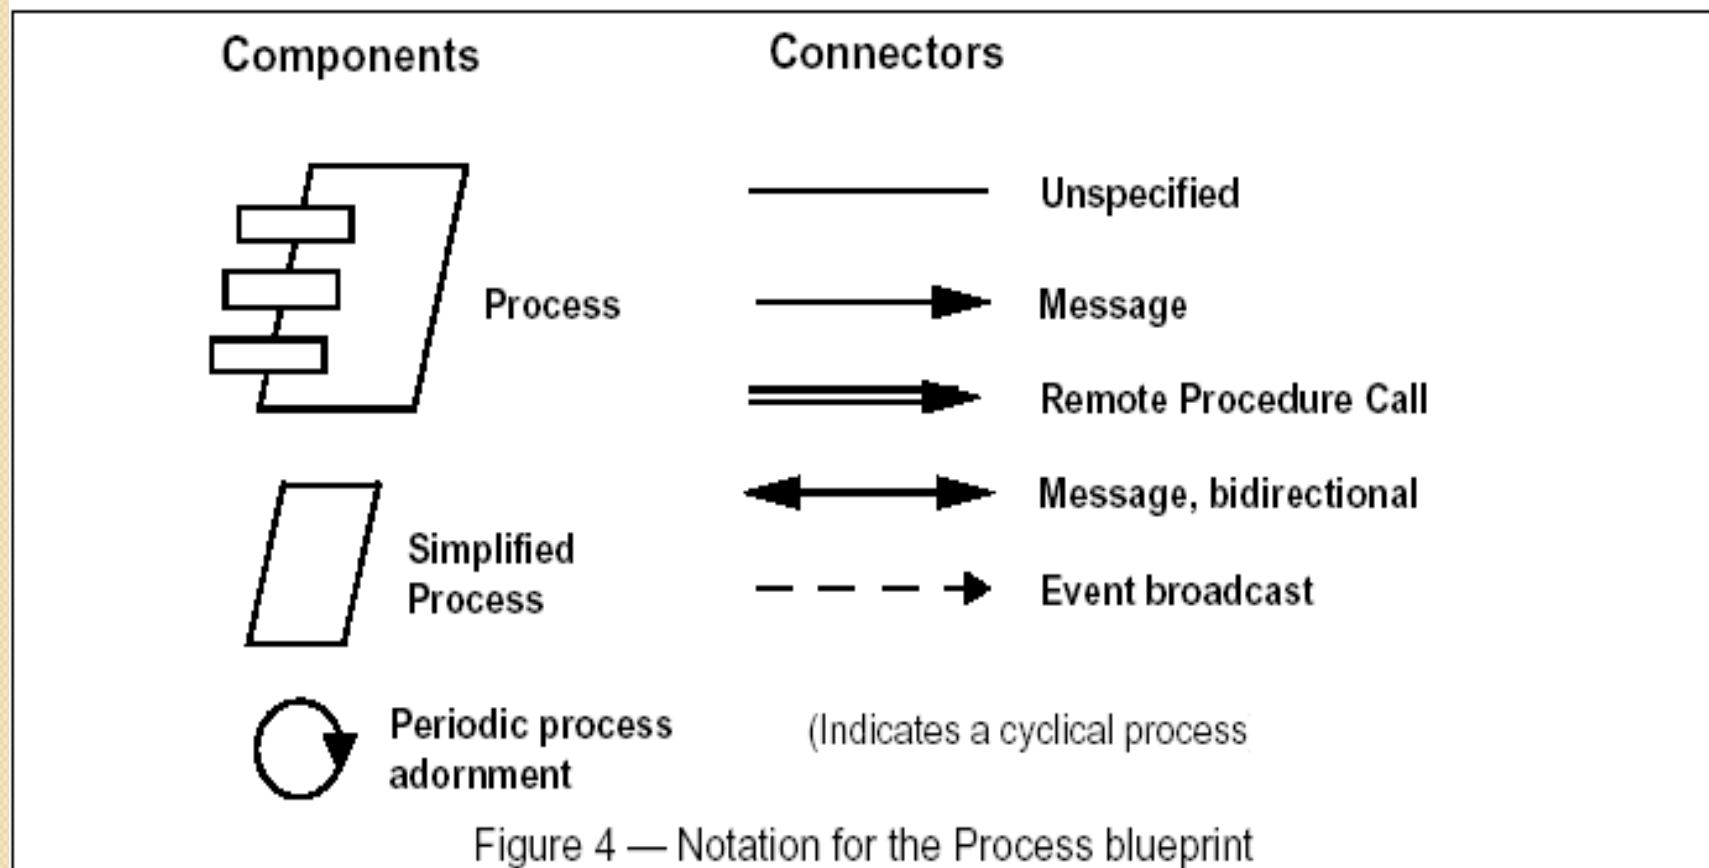 Components
Connectors
Process
Unspecified
Message
Remote Procedure Call
Message, bidirectional
Event broadcast
Simplified
Process
Periodic process
adornment
(Indicates a cyclical process
Figure 4 — Notation for the Process blueprint